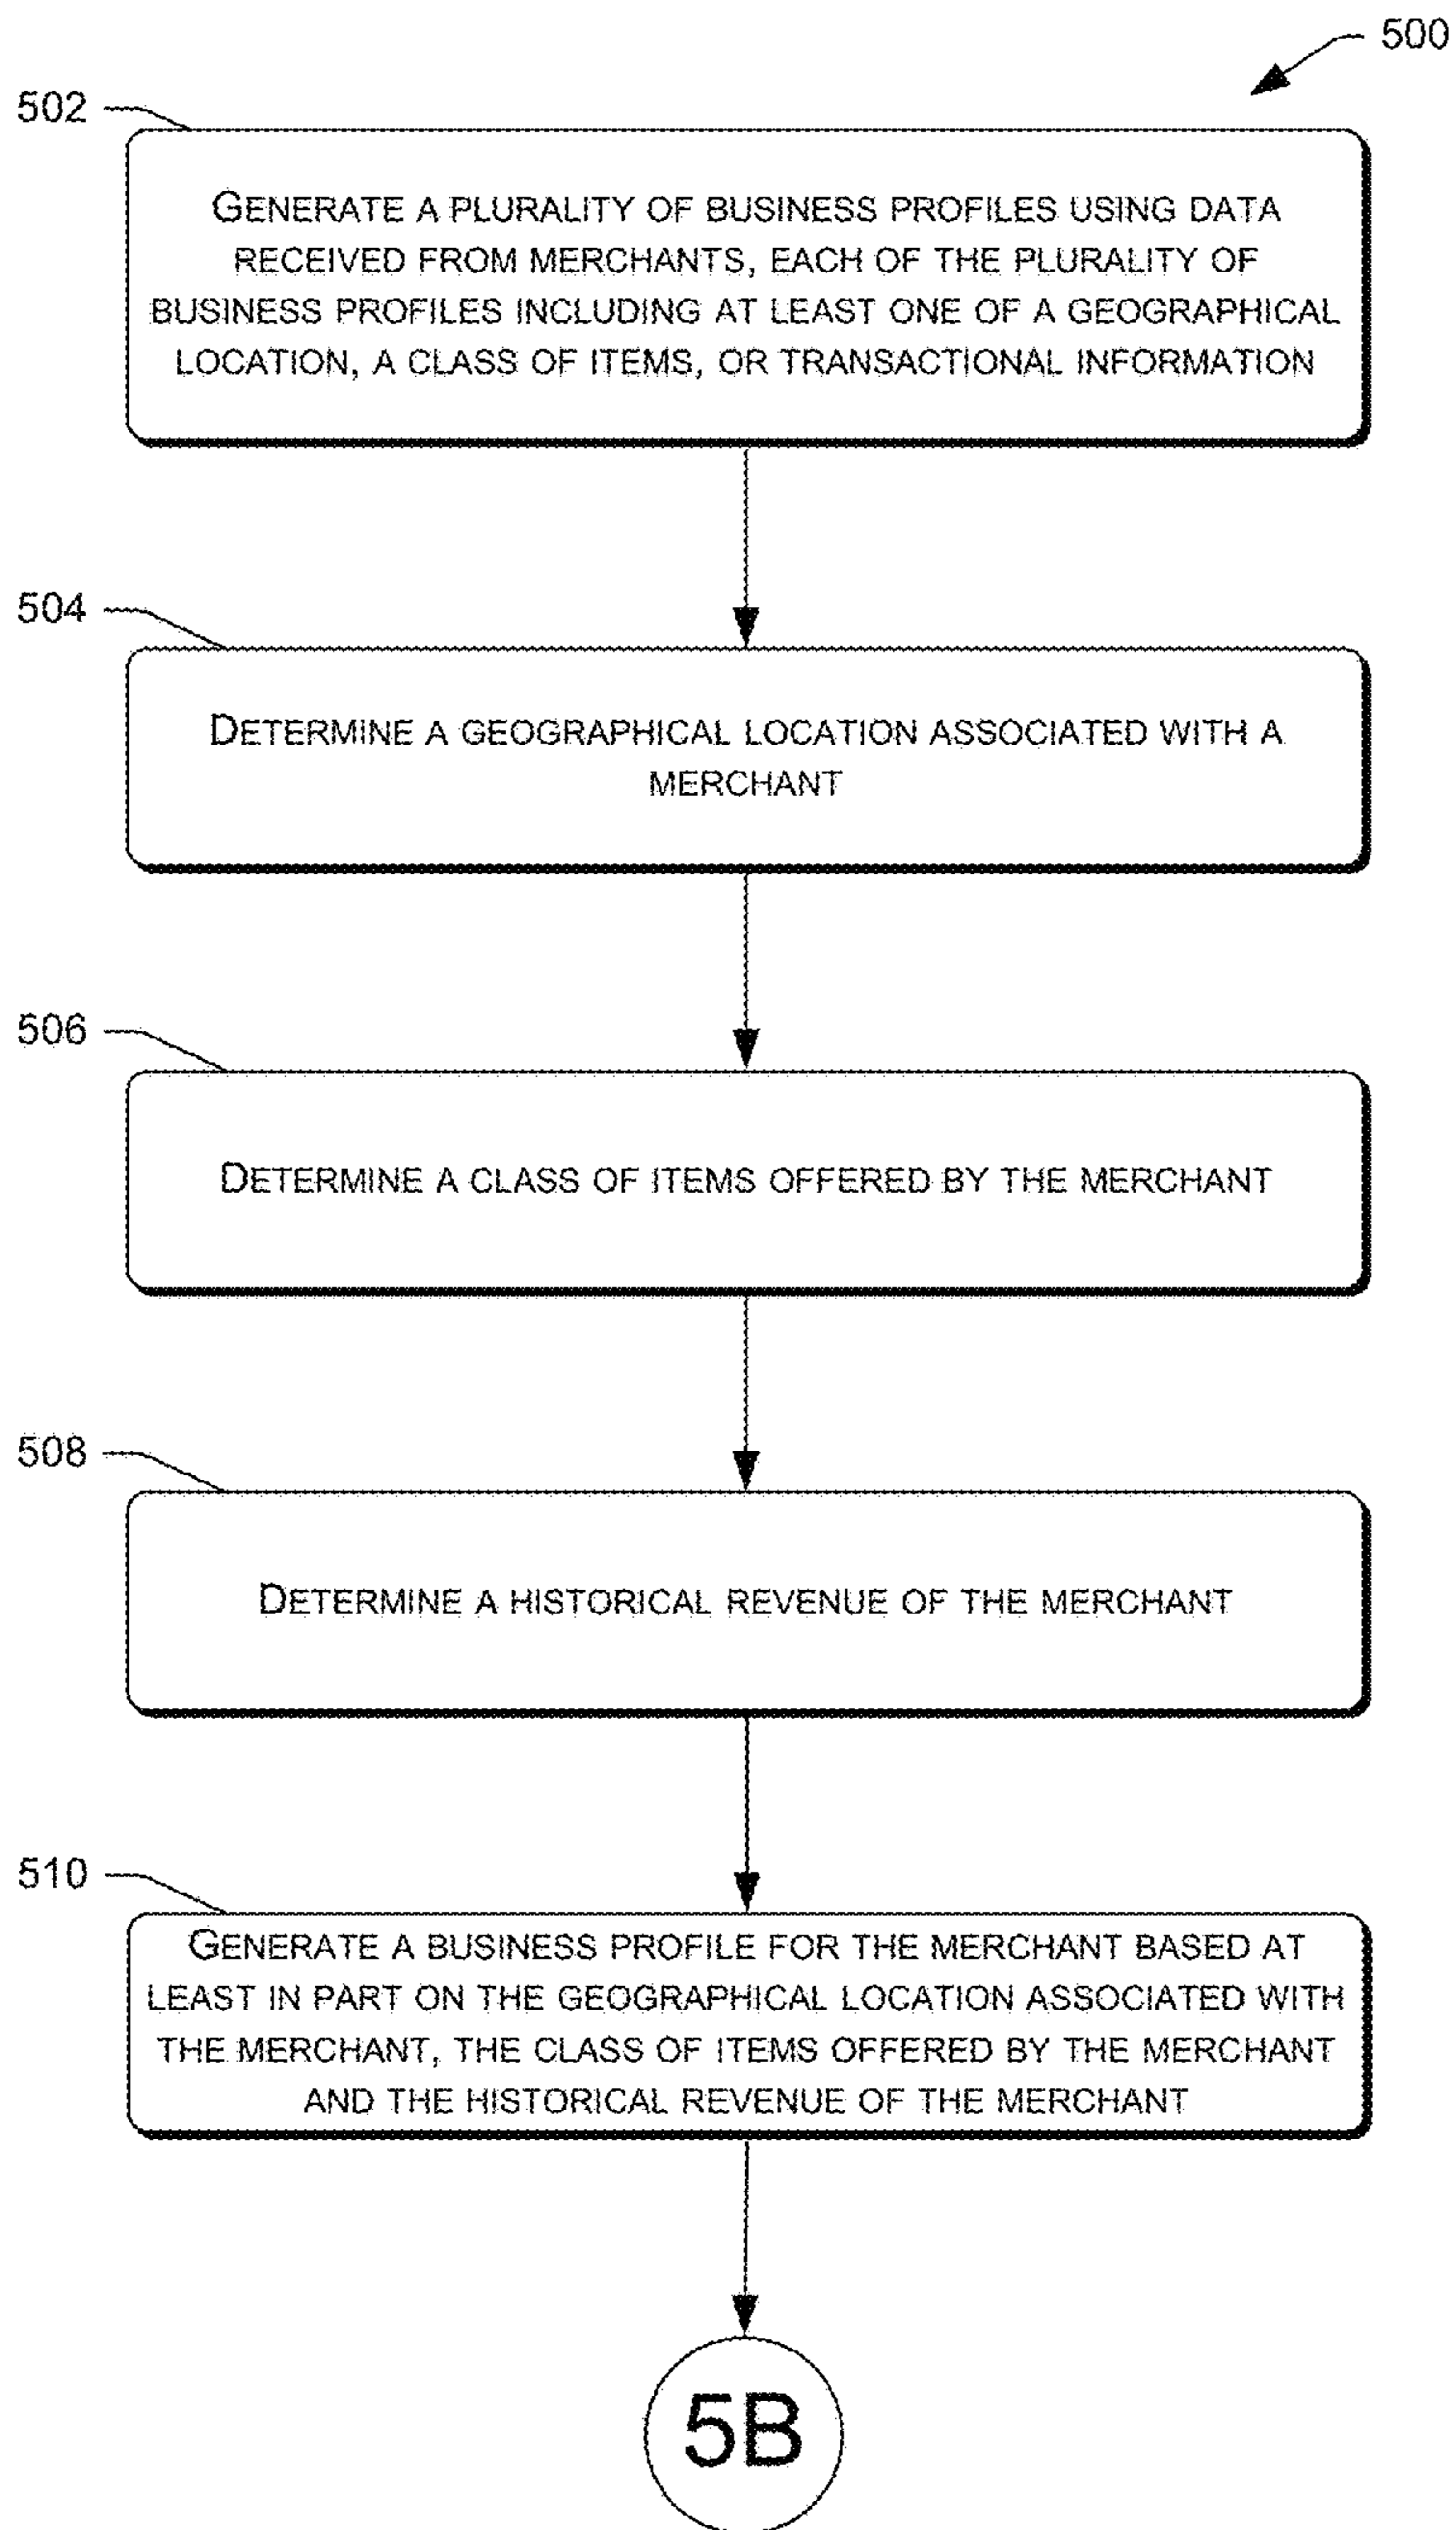 500
502
GENERATE A PLURALITY OF BUSINESS PROFILES USING DATA
RECEIVED FROM MERCHANTS, EACH OF THE PLURALITY OF
BUSINESS PROFILES INCLUDING AT LEAST ONE OF A GEOGRAPHICAL
LOCATION, A CLASS OF ITEMS, OR TRANSACTIONAL INFORMATION
504
DETERMINE A GEOGRAPHICAL LOCATION ASSOCIATED WITH A
MERCHANT
506
DETERMINE A CLASS OF ITEMS OFFERED BY THE MERCHANT
508
DETERMINE A HISTORICAL REVENUE OF THE MERCHANT
510
GENERATE A BUSINESS PROFILE FOR THE MERCHANT BASED AT
LEAST IN PART ON THE GEOGRAPHICAL LOCATION ASSOCIATED WITH
THE MERCHANT, THE CLASS OF ITEMS OFFERED BY THE MERCHANT
AND THE HISTORICAL REVENUE OF THE MERCHANT
5B